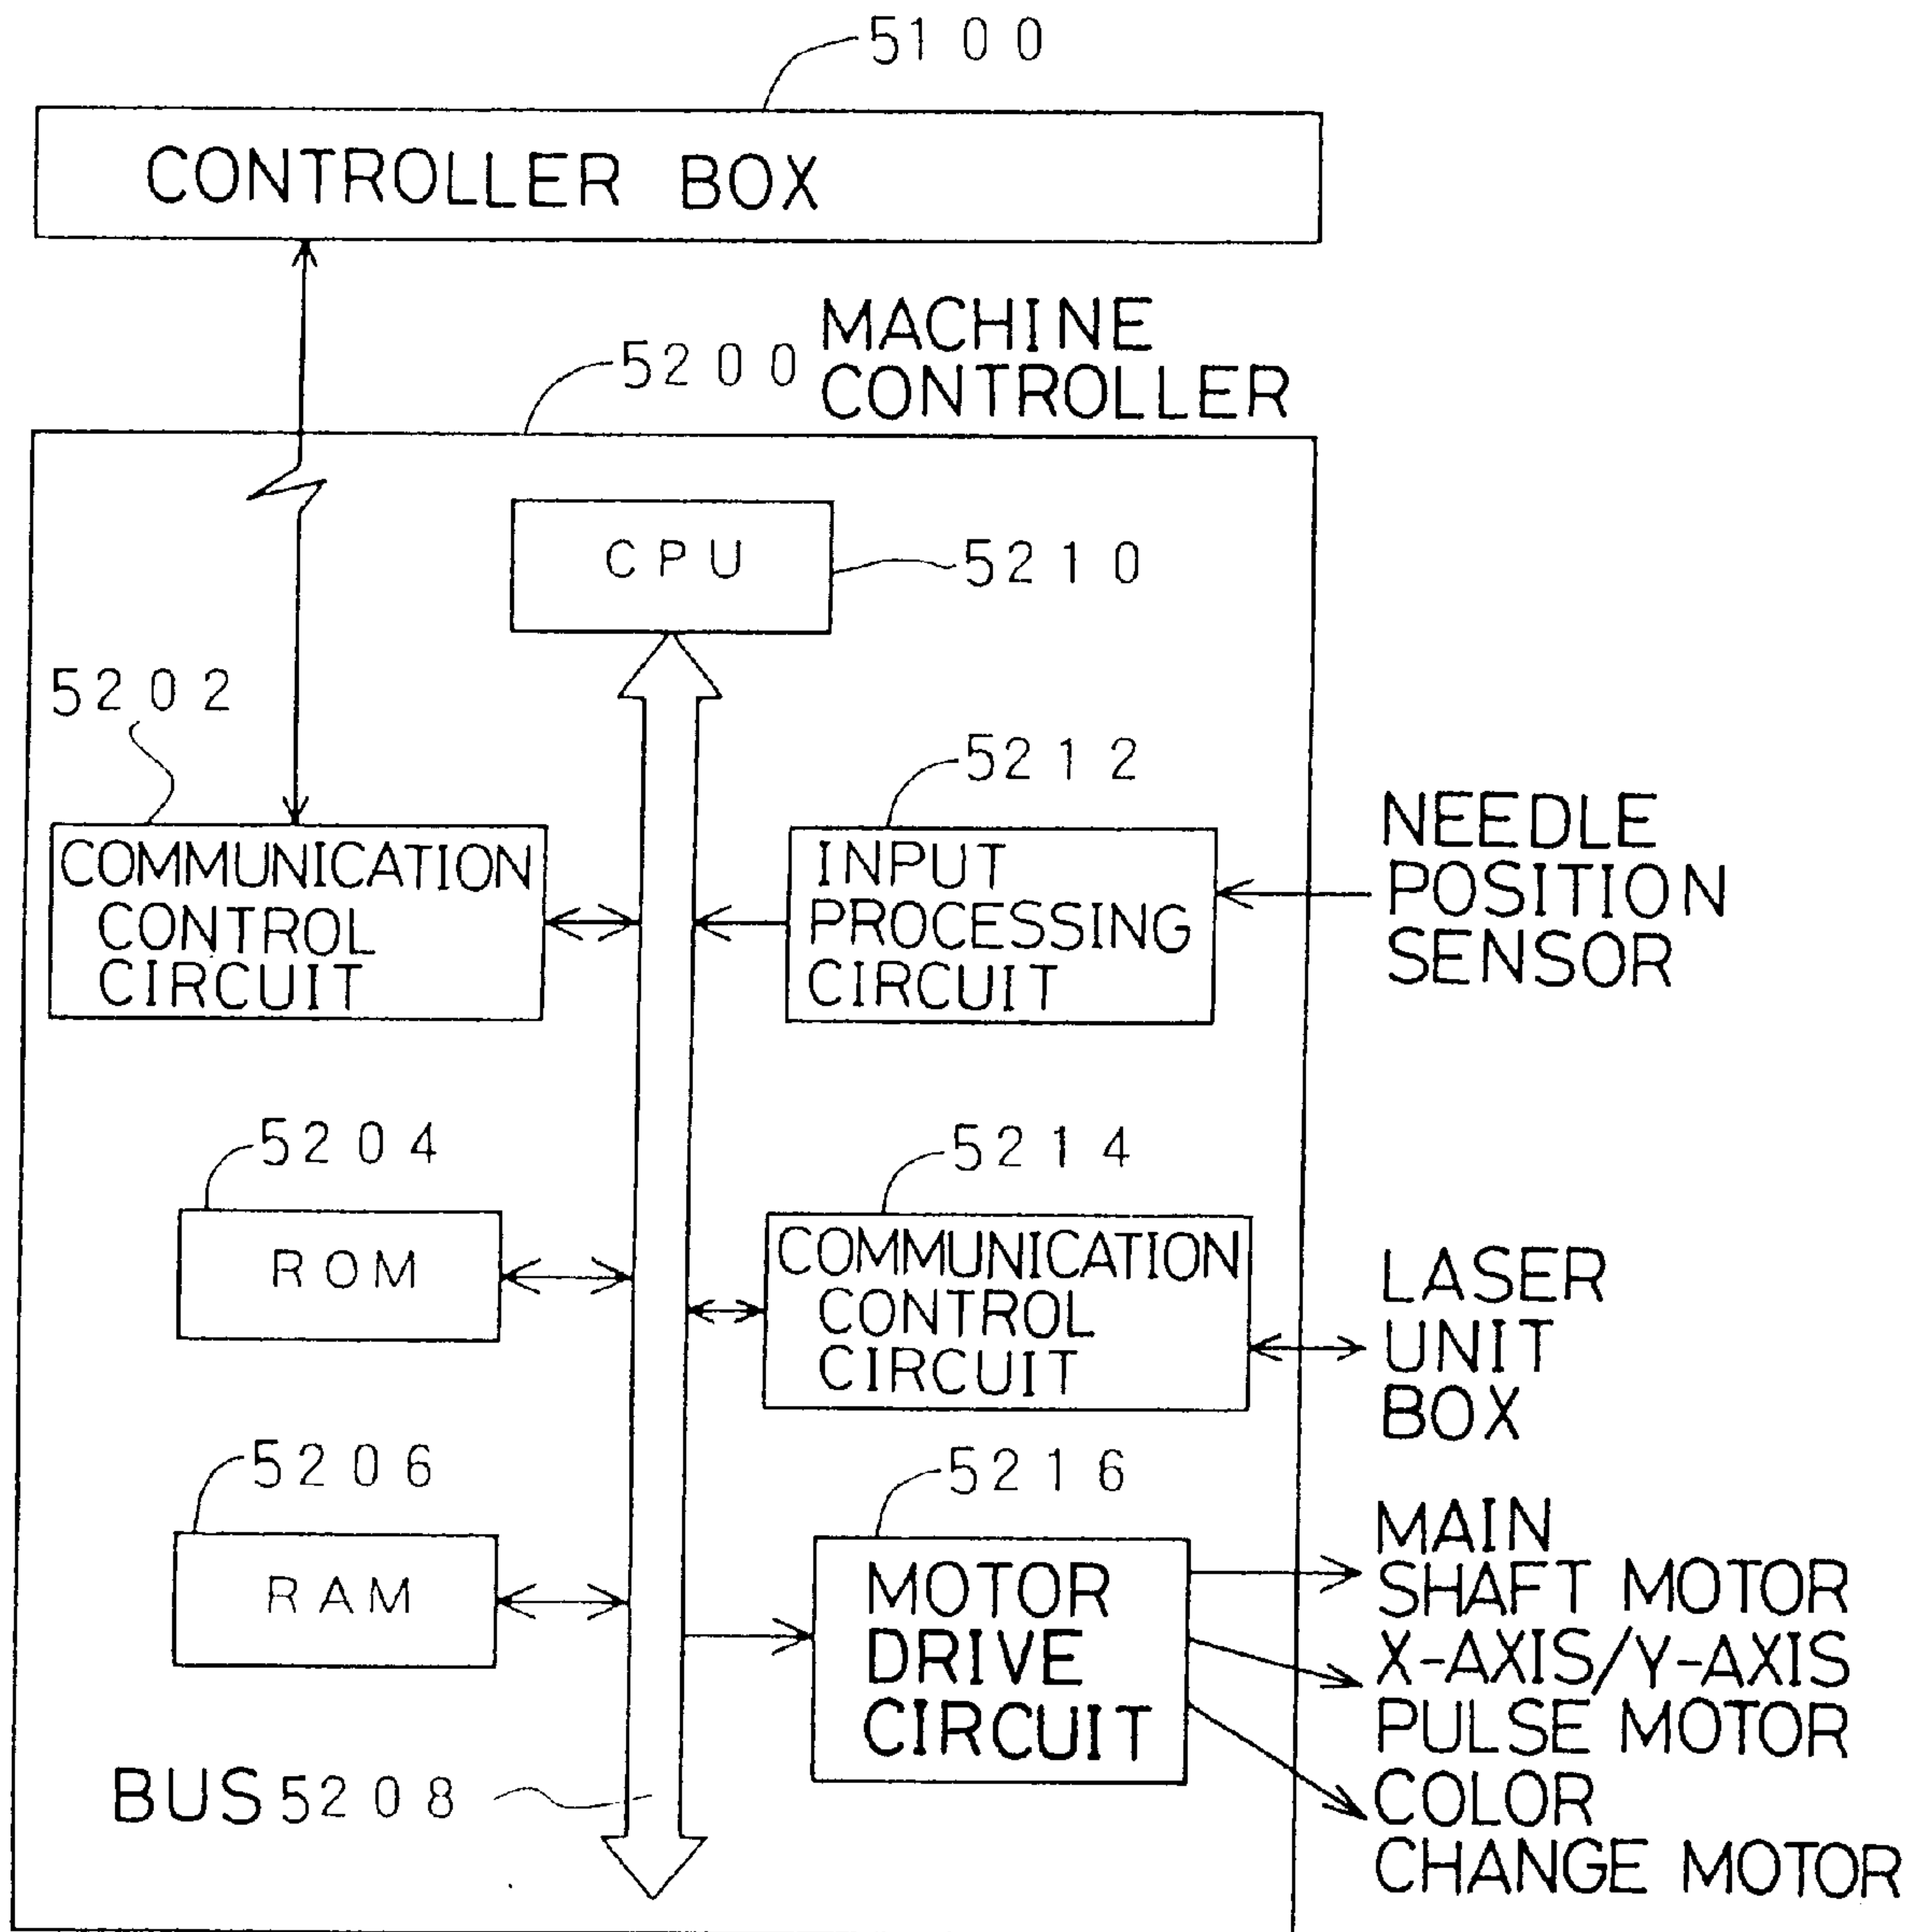 5100
CONTROLLER BOX
5200
MACHINE
CONTROLLER
CPU
5210
5202
COMMUNICATION
CONTROL
CIRCUIT
5212
INPUT
PROCESSING
CIRCUIT
NEEDLE
POSITION
SENSOR
5204
ROM
5214
COMMUNICATION
CONTROL
CIRCUIT
LASER
UNIT
BOX
5206
RAM
5216
MOTOR
DRIVE
CIRCUIT
MAIN
SHAFT MOTOR
X-AXIS/Y-AXIS
PULSE MOTOR
COLOR
CHANGE MOTOR
BUS 5208